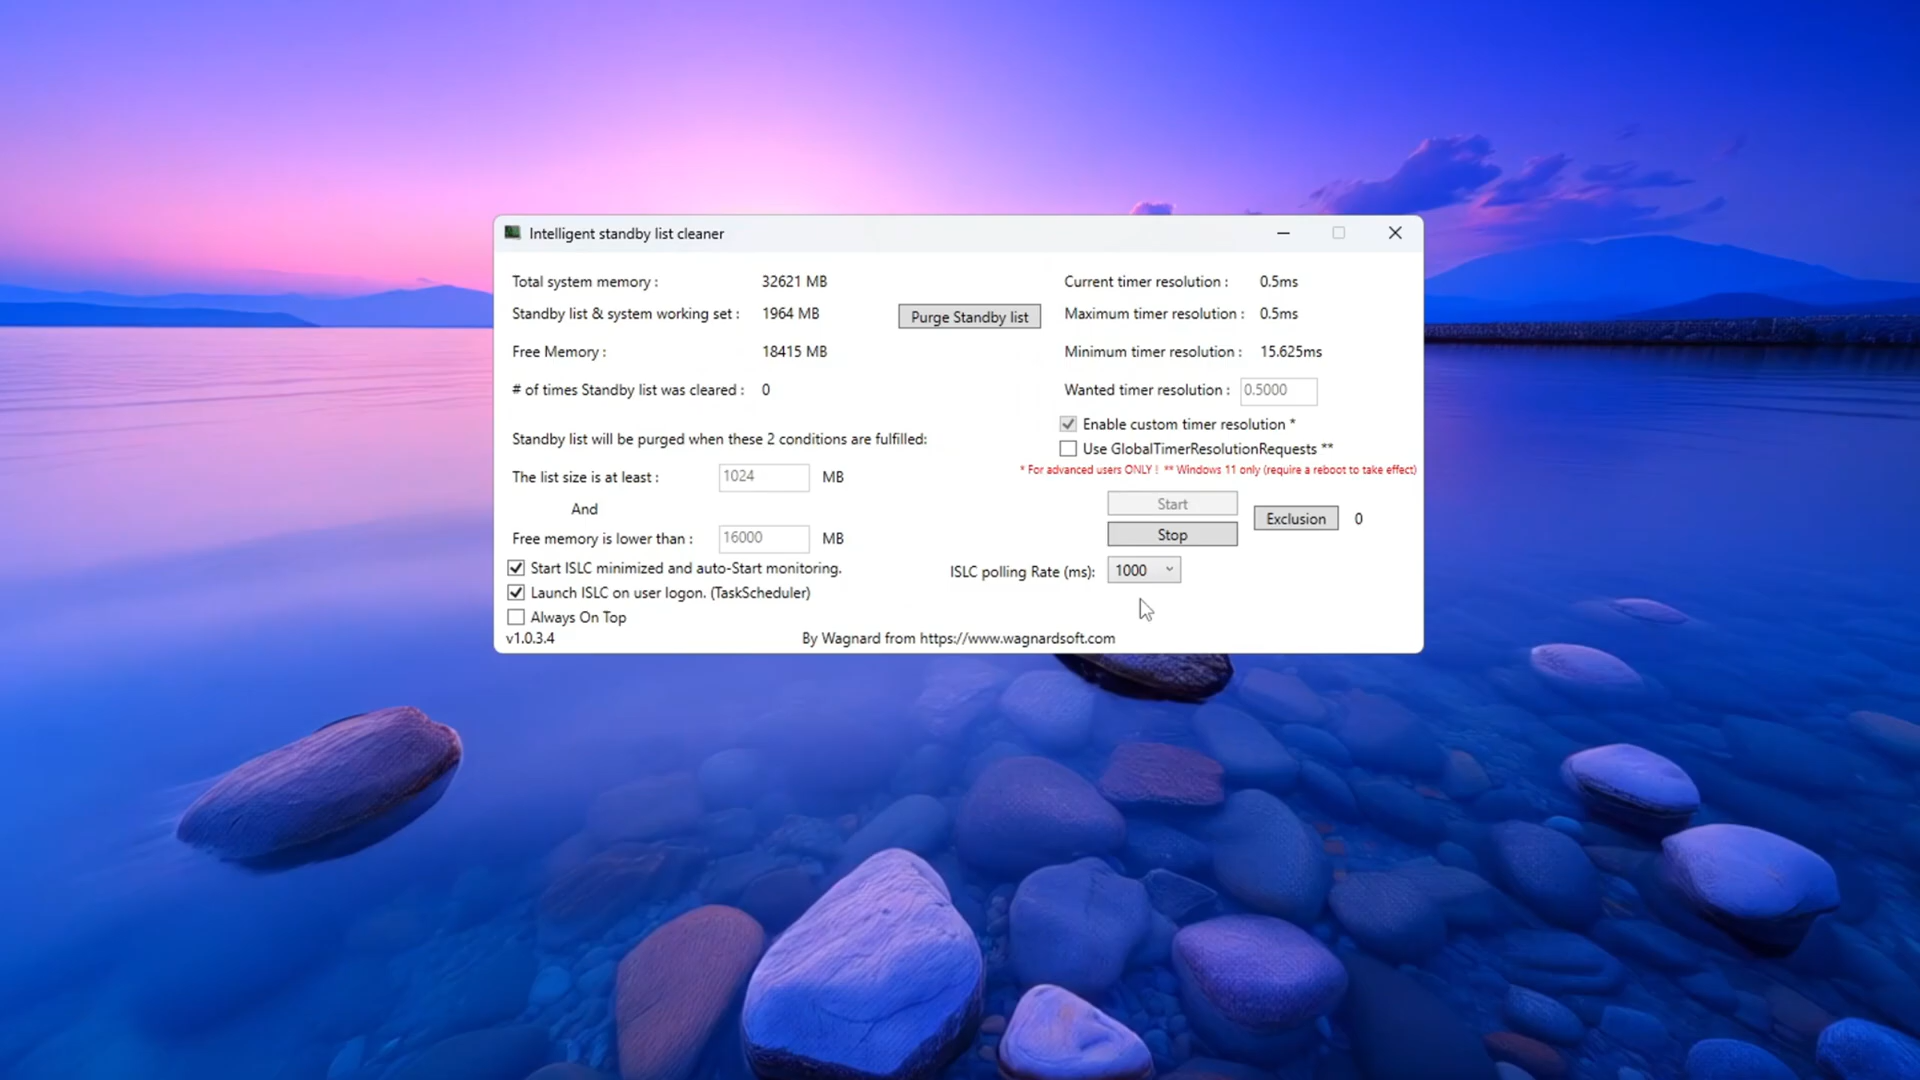 Intelligent standby list cleaner
Total system memory : 32621 MB
Standby list & system working set : 1964 MB
Purge Standby list
Free Memory : 18415 MB
# of times Standby list was cleared : 0
Standby list will be purged when these 2 conditions are fulfilled:
The list size is at least : 1024 MB
And
Free memory is lower than : 16000 MB
Start ISLC minimized and auto-Start monitoring.
Launch ISLC on user logon. (TaskScheduler)
Always On Top
v1.0.3.4
Current timer resolution : 0.5ms
Maximum timer resolution : 0.5ms
Minimum timer resolution : 15.625ms
Wanted timer resolution : 0.5000
Enable custom timer resolution *
Use GlobalTimerResolutionRequests **
* For advanced users ONLY ! ** Windows 11 only (require a reboot to take effect)
Start
Stop
Exclusion 0
ISLC polling Rate (ms): 1000
By Wagnard from https://www.wagnardsoft.com